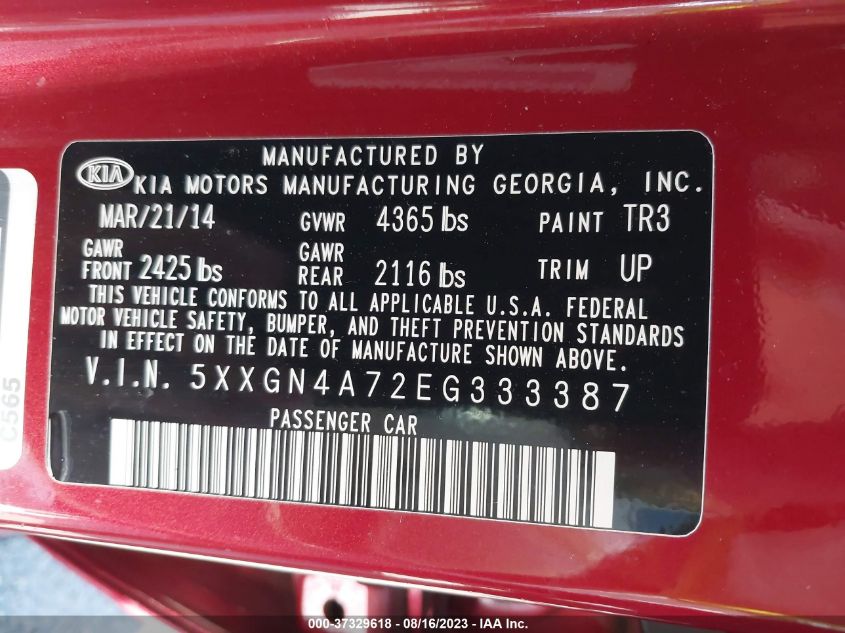 MANUFACTURED BY
KIA KIA MOTORS MANUFACTURING GEORGIA, INC.
MAR/21/14 GVWR 4365 lbs PAINT TR3
GAWR FRONT 2425 lbs GAWR REAR 2116 lbs TRIM UP
THIS VEHICLE CONFORMS TO ALL APPLICABLE U.S.A. FEDERAL
MOTOR VEHICLE SAFETY, BUMPER, AND THEFT PREVENTION STANDARDS
IN EFFECT ON THE DATE OF MANUFACTURE SHOWN ABOVE.
V.I.N. 5XXGN4A72EG333387
PASSENGER CAR
C565
000-37329618 - 08/16/2023 - IAA Inc.